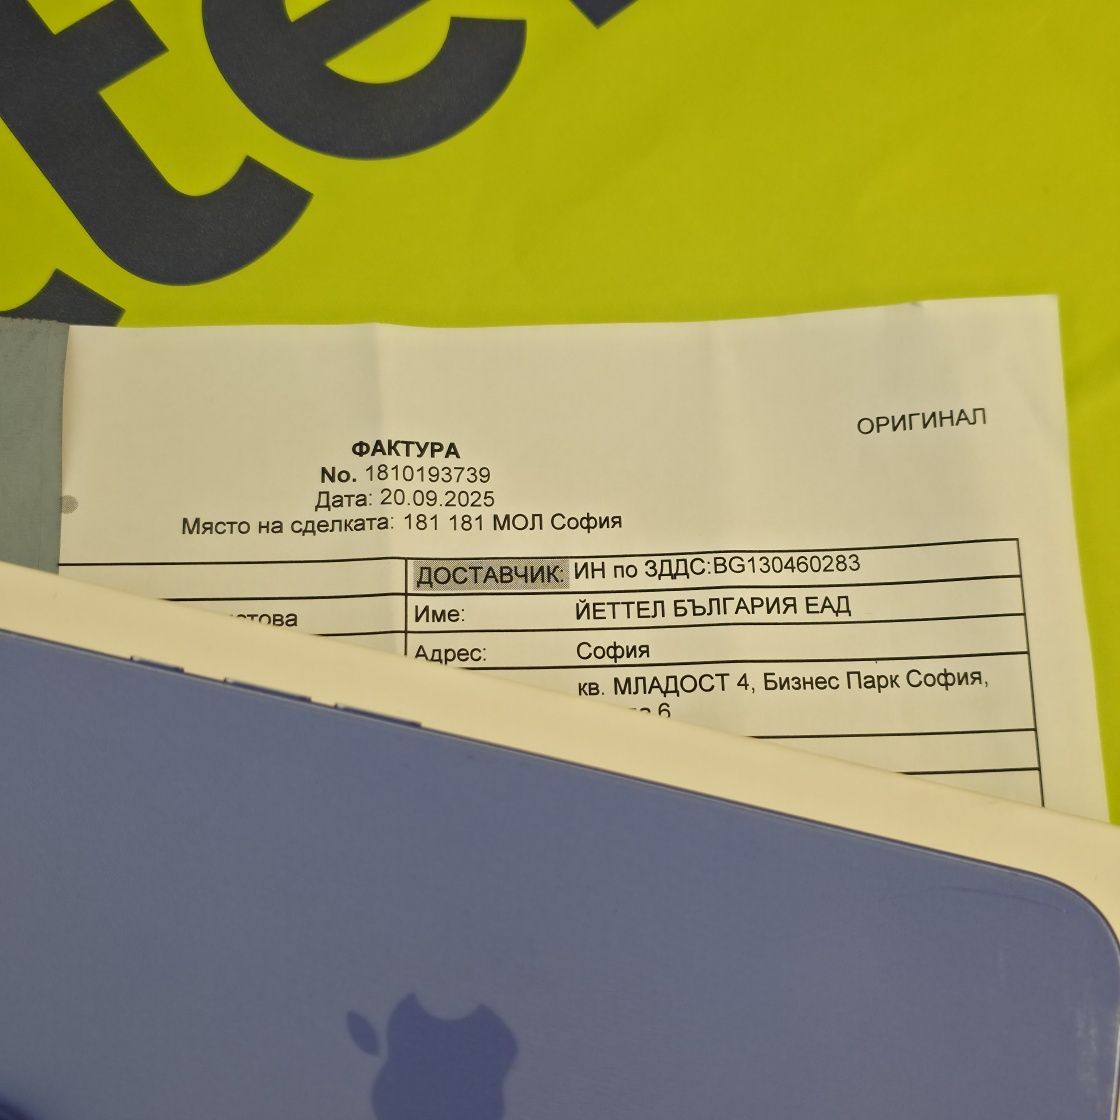 ОРИГИНАЛ
ФАКТУРА
No. 1810193739
Дата: 20.09.2025
Място на сделката: 181 181 МОЛ София
ДОСТАВЧИК: ИН по ЗДДС:BG130460283
Име: ЙЕТТЕЛ БЪЛГАРИЯ ЕАД
Адрес: София
кв. МЛАДОСТ 4, Бизнес Парк София,
6